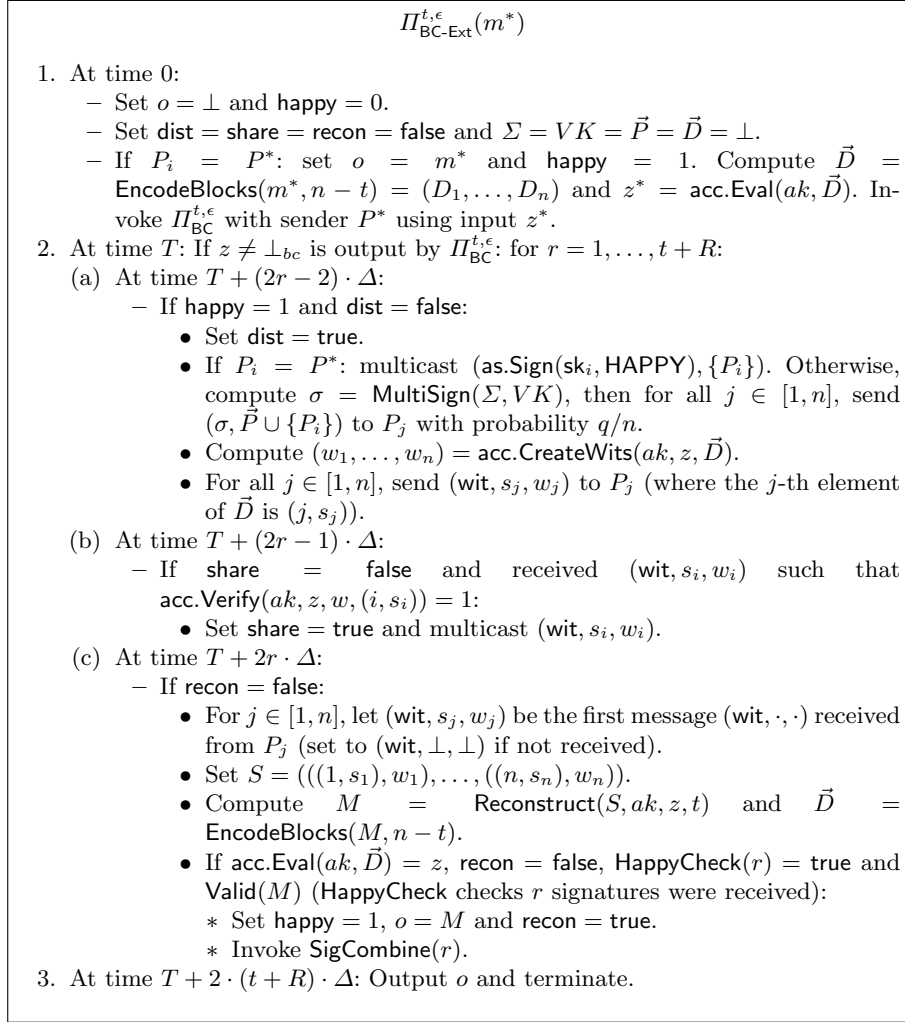 Π^{t,ϵ}_{BC-Ext}(m*)
1. At time 0:
– Set o = ⊥ and happy = 0.
– Set dist = share = recon = false and Σ = VK = P⃗ = D⃗ = ⊥.
– If P_i = P*: set o = m* and happy = 1. Compute D⃗ =
EncodeBlocks(m*, n − t) = (D_1, . . . , D_n) and z* = acc.Eval(ak, D⃗). In-
voke Π^{t,ϵ}_{BC} with sender P* using input z*.
2. At time T: If z ≠ ⊥_{bc} is output by Π^{t,ϵ}_{BC}: for r = 1, . . . , t + R:
(a) At time T + (2r − 2) · Δ:
– If happy = 1 and dist = false:
• Set dist = true.
• If P_i = P*: multicast (as.Sign(sk_i, HAPPY), {P_i}). Otherwise,
compute σ = MultiSign(Σ, VK), then for all j ∈ [1, n], send
(σ, P⃗ ∪ {P_i}) to P_j with probability q/n.
• Compute (w_1, . . . , w_n) = acc.CreateWits(ak, z, D⃗).
• For all j ∈ [1, n], send (wit, s_j, w_j) to P_j (where the j-th element
of D⃗ is (j, s_j)).
(b) At time T + (2r − 1) · Δ:
– If share = false and received (wit, s_i, w_i) such that
acc.Verify(ak, z, w, (i, s_i)) = 1:
• Set share = true and multicast (wit, s_i, w_i).
(c) At time T + 2r · Δ:
– If recon = false:
• For j ∈ [1, n], let (wit, s_j, w_j) be the first message (wit, ·, ·) received
from P_j (set to (wit, ⊥, ⊥) if not received).
• Set S = (((1, s_1), w_1), . . . , ((n, s_n), w_n)).
• Compute M = Reconstruct(S, ak, z, t) and D⃗ =
EncodeBlocks(M, n − t).
• If acc.Eval(ak, D⃗) = z, recon = false, HappyCheck(r) = true and
Valid(M) (HappyCheck checks r signatures were received):
∗ Set happy = 1, o = M and recon = true.
∗ Invoke SigCombine(r).
3. At time T + 2 · (t + R) · Δ: Output o and terminate.